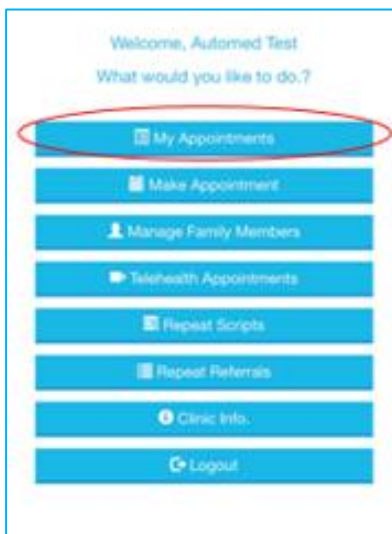 Welcome, Automed Test
What would you like to do.?
My Appointments
Make Appointment
Manage Family Members
Telehealth Appointments
Repeat Scripts
Repeat Referrals
Clinic Info.
Logout